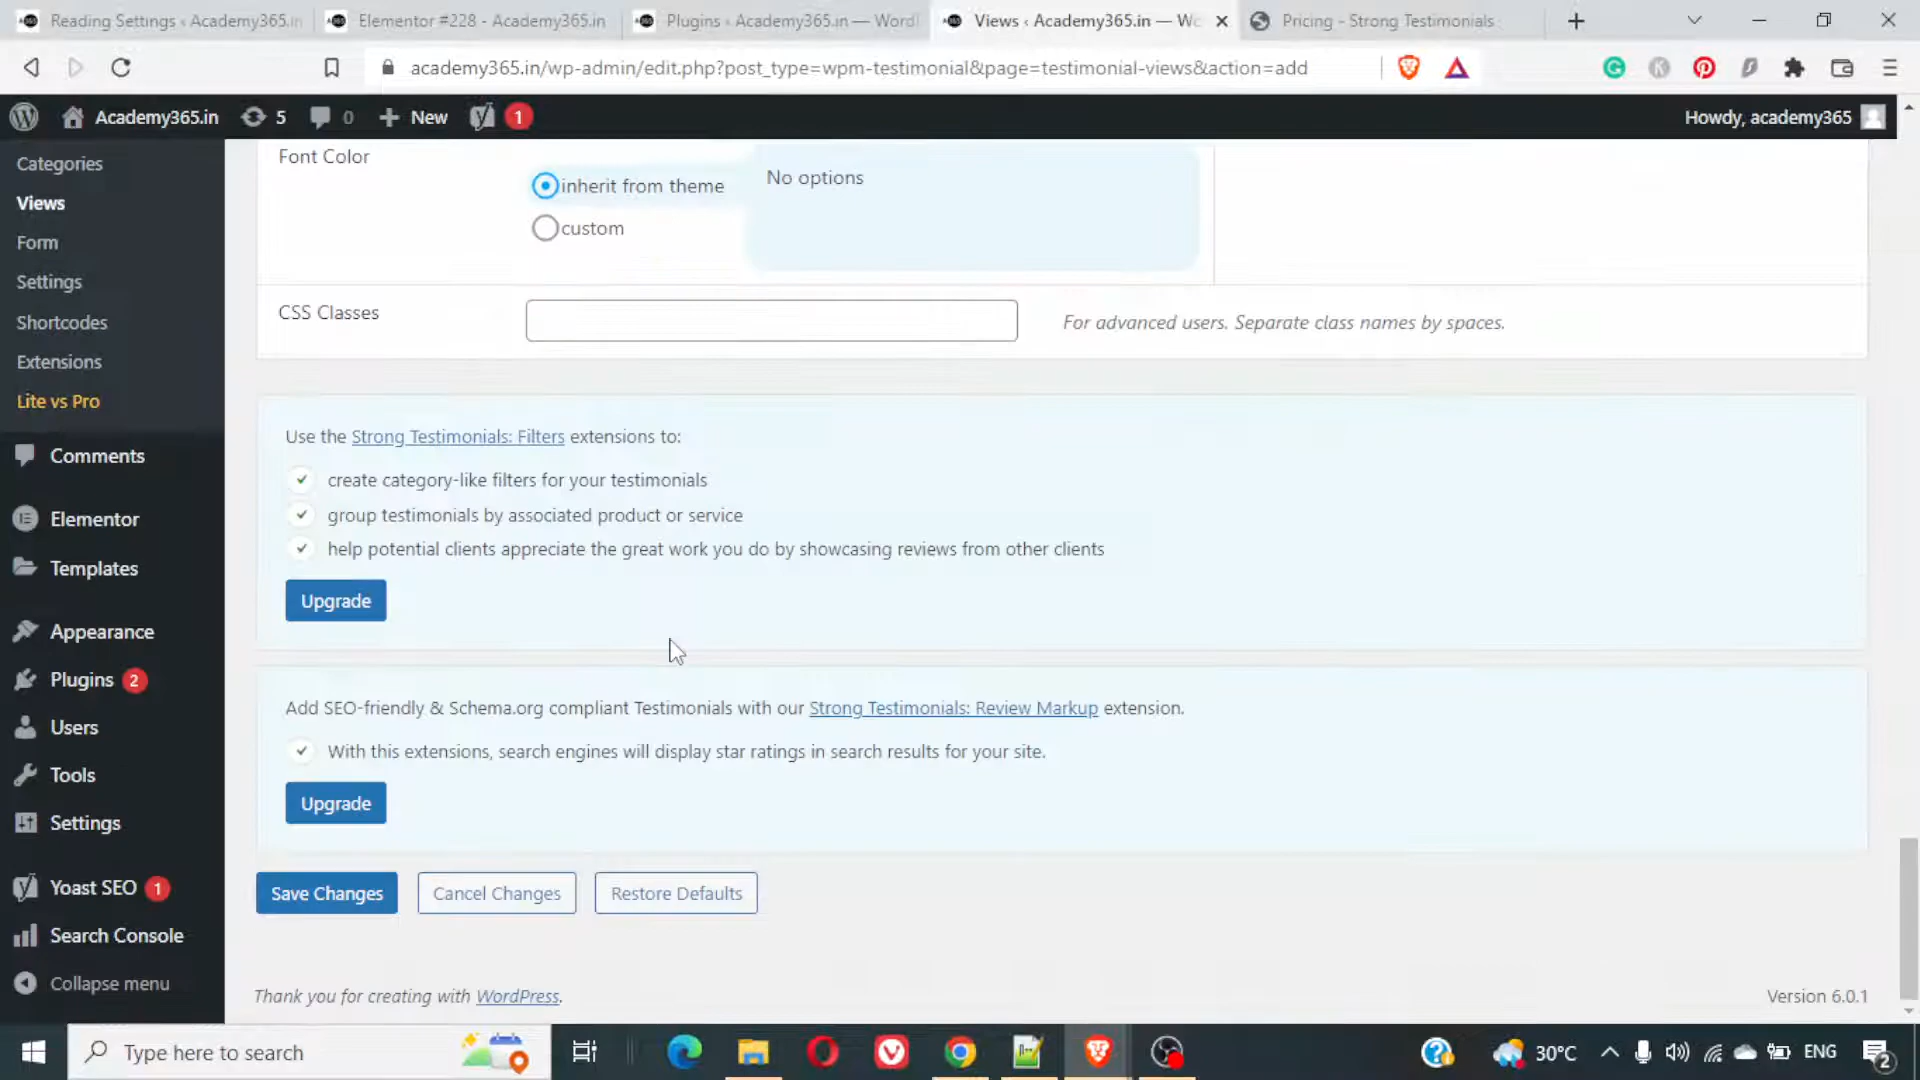 Reading Settings ‹ Academy365.in
Elementor #228 - Academy365.in
Plugins ‹ Academy365.in — Word
Views ‹ Academy365.in — Wo
Pricing - Strong Testimonials
academy365.in/wp-admin/edit.php?post_type=wpm-testimonial&page=testimonial-views&action=add
Academy365.in
5
0
New
1
Howdy, academy365
Categories
Views
Form
Settings
Shortcodes
Extensions
Lite vs Pro
Comments
Elementor
Templates
Appearance
Plugins 2
Users
Tools
Settings
Yoast SEO 1
Search Console
Collapse menu
Font Color
inherit from theme
No options
custom
CSS Classes
For advanced users. Separate class names by spaces.
Use the Strong Testimonials: Filters extensions to:
create category-like filters for your testimonials
group testimonials by associated product or service
help potential clients appreciate the great work you do by showcasing reviews from other clients
Upgrade
Add SEO-friendly & Schema.org compliant Testimonials with our Strong Testimonials: Review Markup extension.
With this extensions, search engines will display star ratings in search results for your site.
Upgrade
Save Changes
Cancel Changes
Restore Defaults
Thank you for creating with WordPress.
Version 6.0.1
Type here to search
30°C
ENG
2